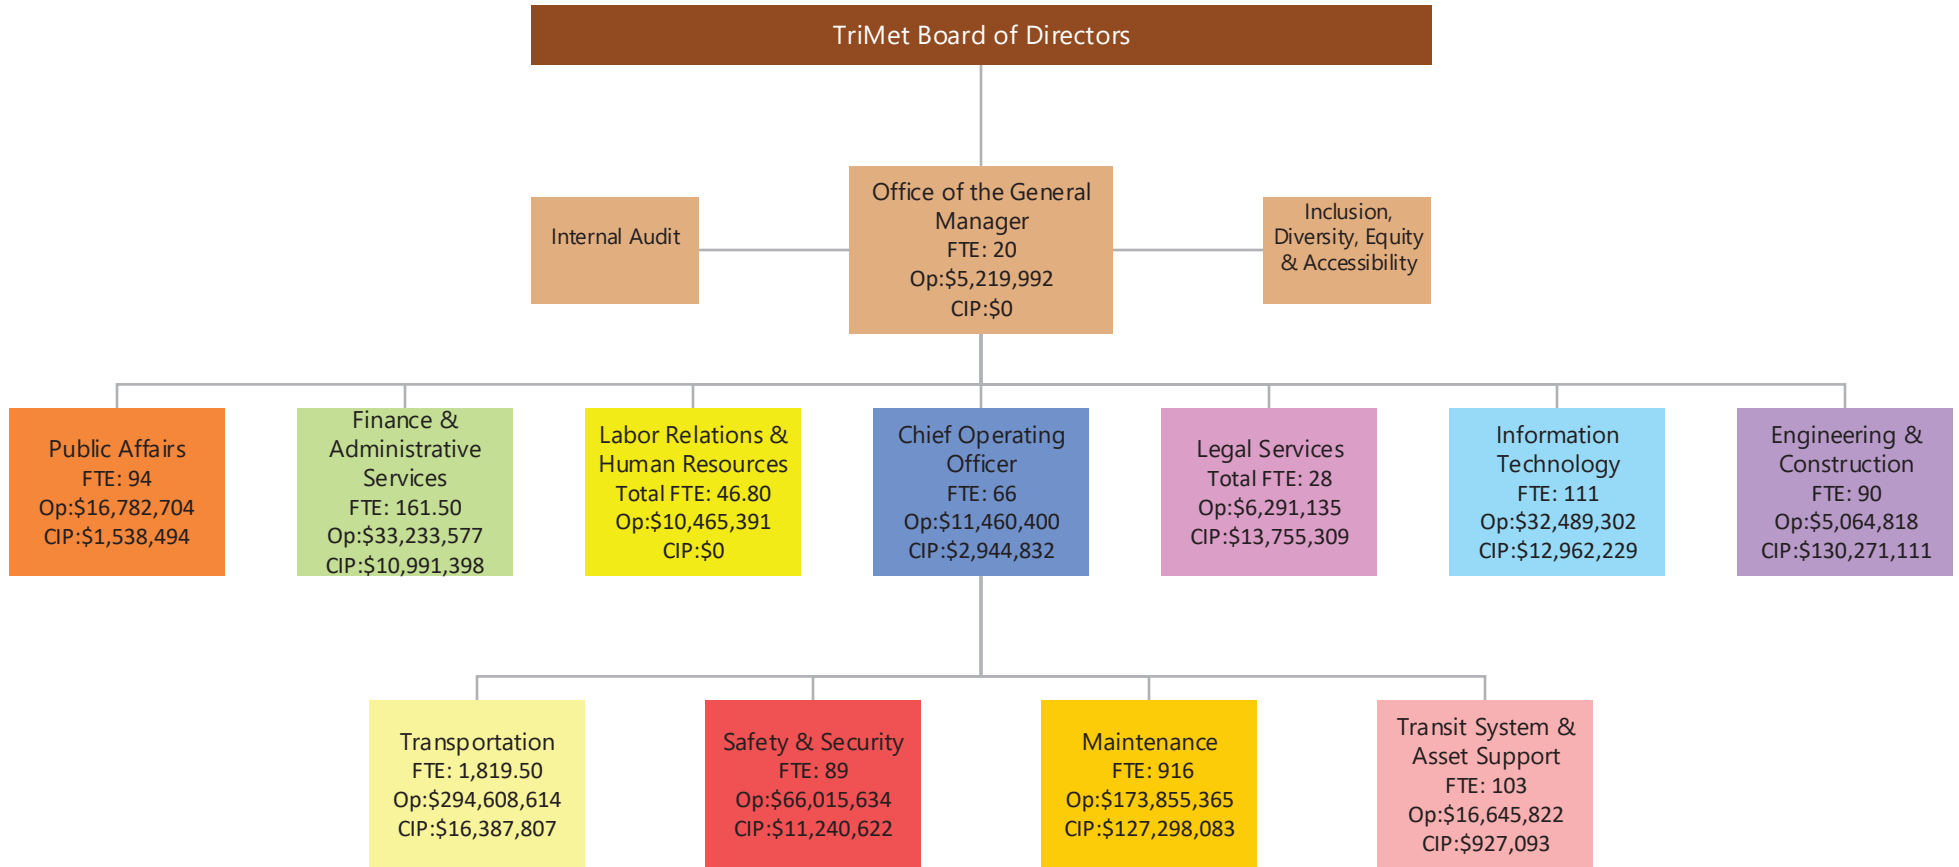 TriMet Board of Directors
Office of the General
Manager
FTE: 20
Op:$5,219,992
CIP:$0
Internal Audit
Inclusion,
Diversity, Equity
& Accessibility
Public Affairs
FTE: 94
Op:$16,782,704
CIP:$1,538,494
Finance &
Administrative
Services
FTE: 161.50
Op:$33,233,577
CIP:$10,991,398
Labor Relations &
Human Resources
Total FTE: 46.80
Op:$10,465,391
CIP:$0
Chief Operating
Officer
FTE: 66
Op:$11,460,400
CIP:$2,944,832
Legal Services
Total FTE: 28
Op:$6,291,135
CIP:$13,755,309
Information
Technology
FTE: 111
Op:$32,489,302
CIP:$12,962,229
Engineering &
Construction
FTE: 90
Op:$5,064,818
CIP:$130,271,111
Transportation
FTE: 1,819.50
Op:$294,608,614
CIP:$16,387,807
Safety & Security
FTE: 89
Op:$66,015,634
CIP:$11,240,622
Maintenance
FTE: 916
Op:$173,855,365
CIP:$127,298,083
Transit System &
Asset Support
FTE: 103
Op:$16,645,822
CIP:$927,093